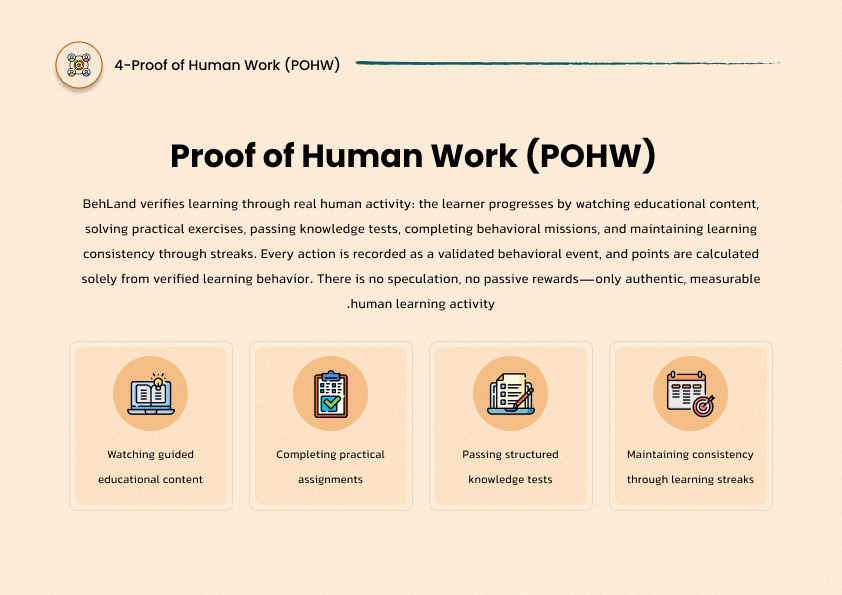 4-Proof of Human Work (POHW)
Proof of Human Work (POHW)
BehLand verifies learning through real human activity: the learner progresses by watching educational content,
solving practical exercises, passing knowledge tests, completing behavioral missions, and maintaining learning
consistency through streaks. Every action is recorded as a validated behavioral event, and points are calculated
solely from verified learning behavior. There is no speculation, no passive rewards—only authentic, measurable
.human learning activity
Watching guided
educational content
Completing practical
assignments
Passing structured
knowledge tests
Maintaining consistency
through learning streaks